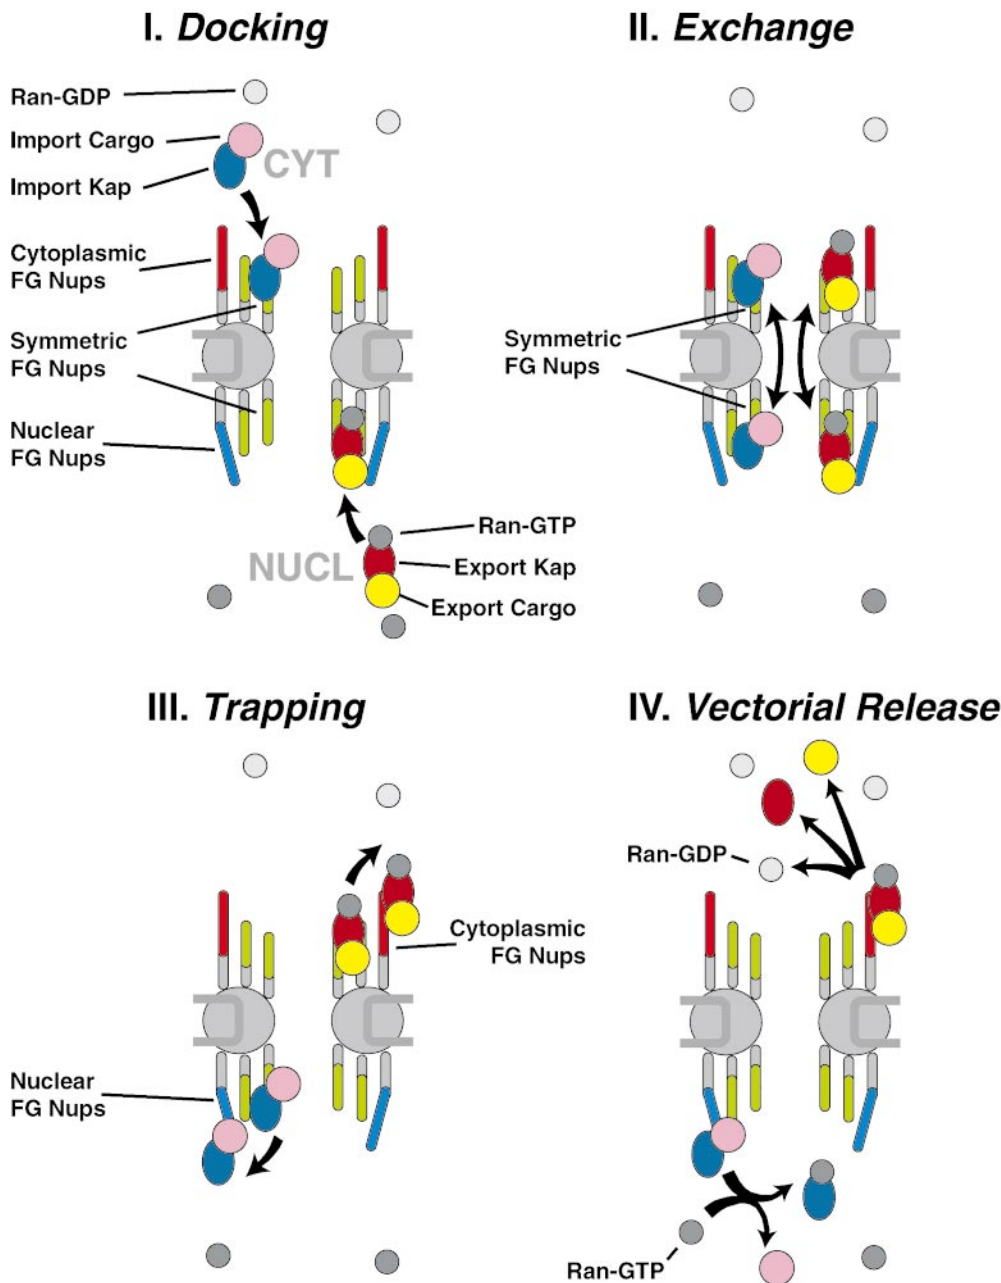 I. Docking
II. Exchange
Ran-GDP
Import Cargo
CYT
Import Kap
Cytoplasmic
FG Nups
Symmetric
FG Nups
Nuclear
FG Nups
Ran-GTP
NUCL
Export Kap
Export Cargo
Symmetric
FG Nups
III. Trapping
IV. Vectorial Release
Cytoplasmic
FG Nups
Nuclear
FG Nups
Ran-GDP
Ran-GTP